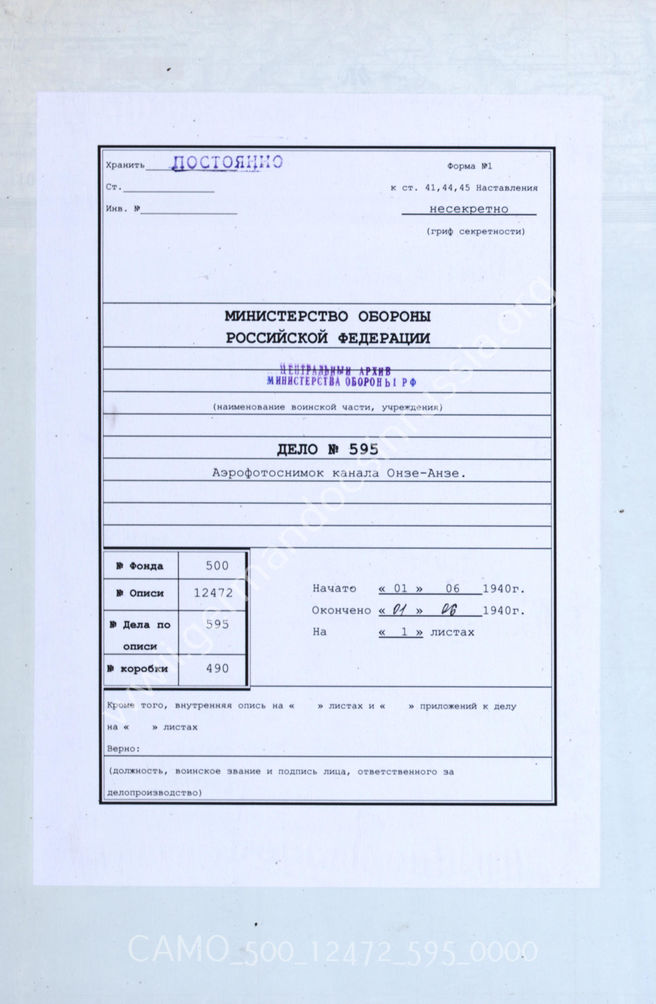 Хранить ПОСТОЯННО
Форма №1
Ст.
к ст. 41,44,45 Наставления
Инв. №
несекретно
(гриф секретности)
МИНИСТЕРСТВО ОБОРОНЫ
РОССИЙСКОЙ ФЕДЕРАЦИИ
ЦЕНТРАЛЬНЫЙ АРХИВ
МИНИСТЕРСТВА ОБОРОНЫ РФ
(наименование воинской части, учреждения)
ДЕЛО № 595
Аэрофотоснимок канала Онзе-Анзе.
№ Фонда 500
№ Описи 12472
№ Дела по описи 595
№ коробки 490
Начато « 01 » 06 1940г.
Окончено « 01 » 06 1940г.
На « 1 » листах
Кроме того, внутренняя опись на « » листах и « » приложений к делу
на « » листах
Верно:
(должность, воинское звание и подпись лица, ответственного за
делопроизводство)
www.germandocsinrussia.org
CAMO_500_12472_595_0000